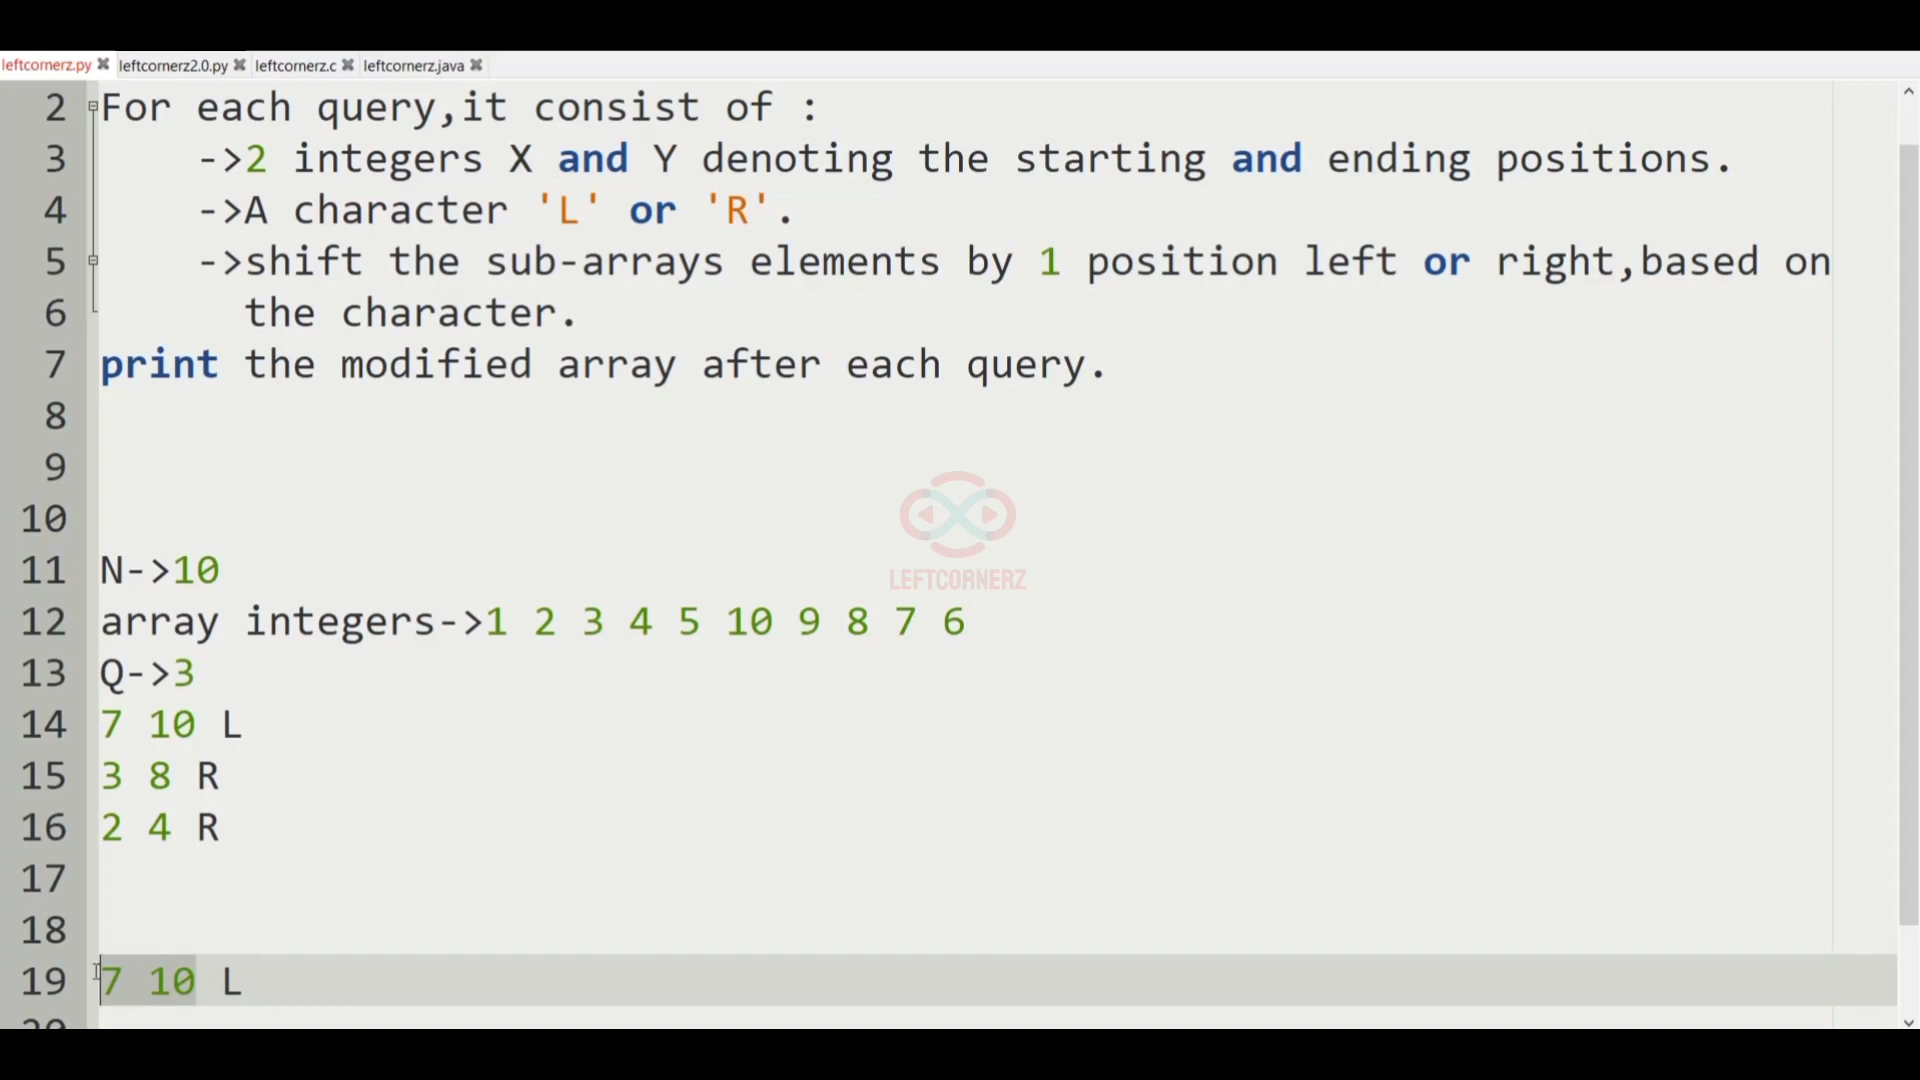 leftcornerz.py leftcornerz2.0.py leftcornerz.c leftcornerz.java
2 For each query,it consist of :
3 ->2 integers X and Y denoting the starting and ending positions.
4 ->A character 'L' or 'R'.
5 ->shift the sub-arrays elements by 1 position left or right,based on
6 the character.
7 print the modified array after each query.
8
9
10
LEFTCORNERZ
11 N->10
12 array integers->1 2 3 4 5 10 9 8 7 6
13 Q->3
14 7 10 L
15 3 8 R
16 2 4 R
17
18
19 7 10 L